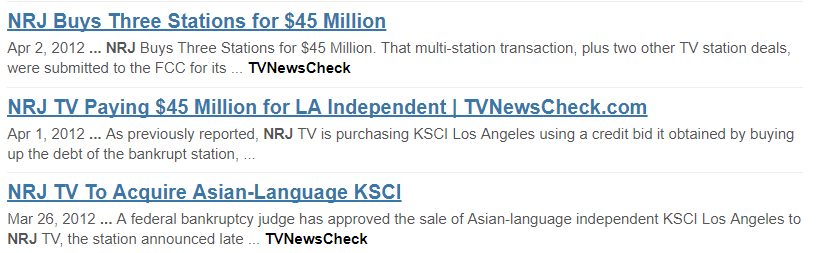 NRJ Buys Three Stations for $45 Million
Apr 2, 2012 ... NRJ Buys Three Stations for $45 Million. That multi-station transaction, plus two other TV station deals,
were submitted to the FCC for its ... TVNewsCheck
NRJ TV Paying $45 Million for LA Independent | TVNewsCheck.com
Apr 1, 2012 ... As previously reported, NRJ TV is purchasing KSCI Los Angeles using a credit bid it obtained by buying
up the debt of the bankrupt station, ...
NRJ TV To Acquire Asian-Language KSCI
Mar 26, 2012 ... A federal bankruptcy judge has approved the sale of Asian-language independent KSCI Los Angeles to
NRJ TV, the station announced late ... TVNewsCheck